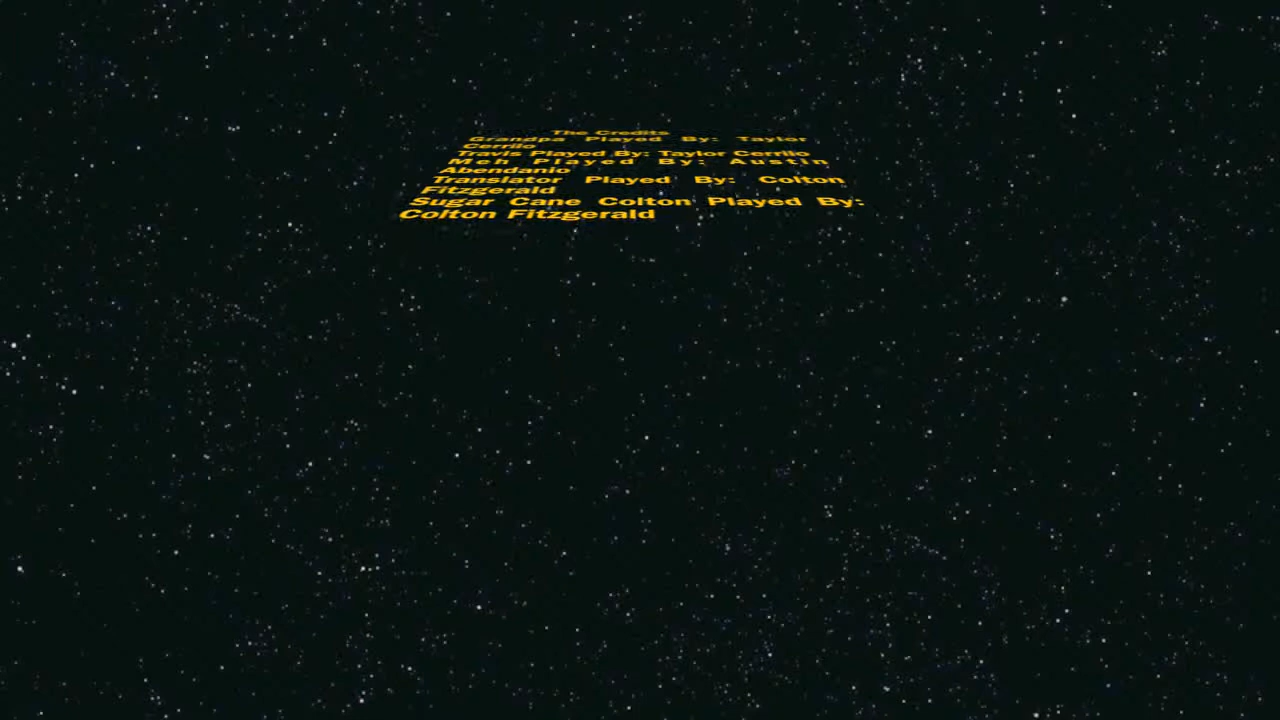 The Credits
Grandpa Played By: Taylor
Cerrilo
Travis Played By: Taylor Cerrilo
Meh Played By: Austin
Abendanio
Translator Played By: Colton
Fitzgerald
Sugar Cane Colton Played By:
Colton Fitzgerald